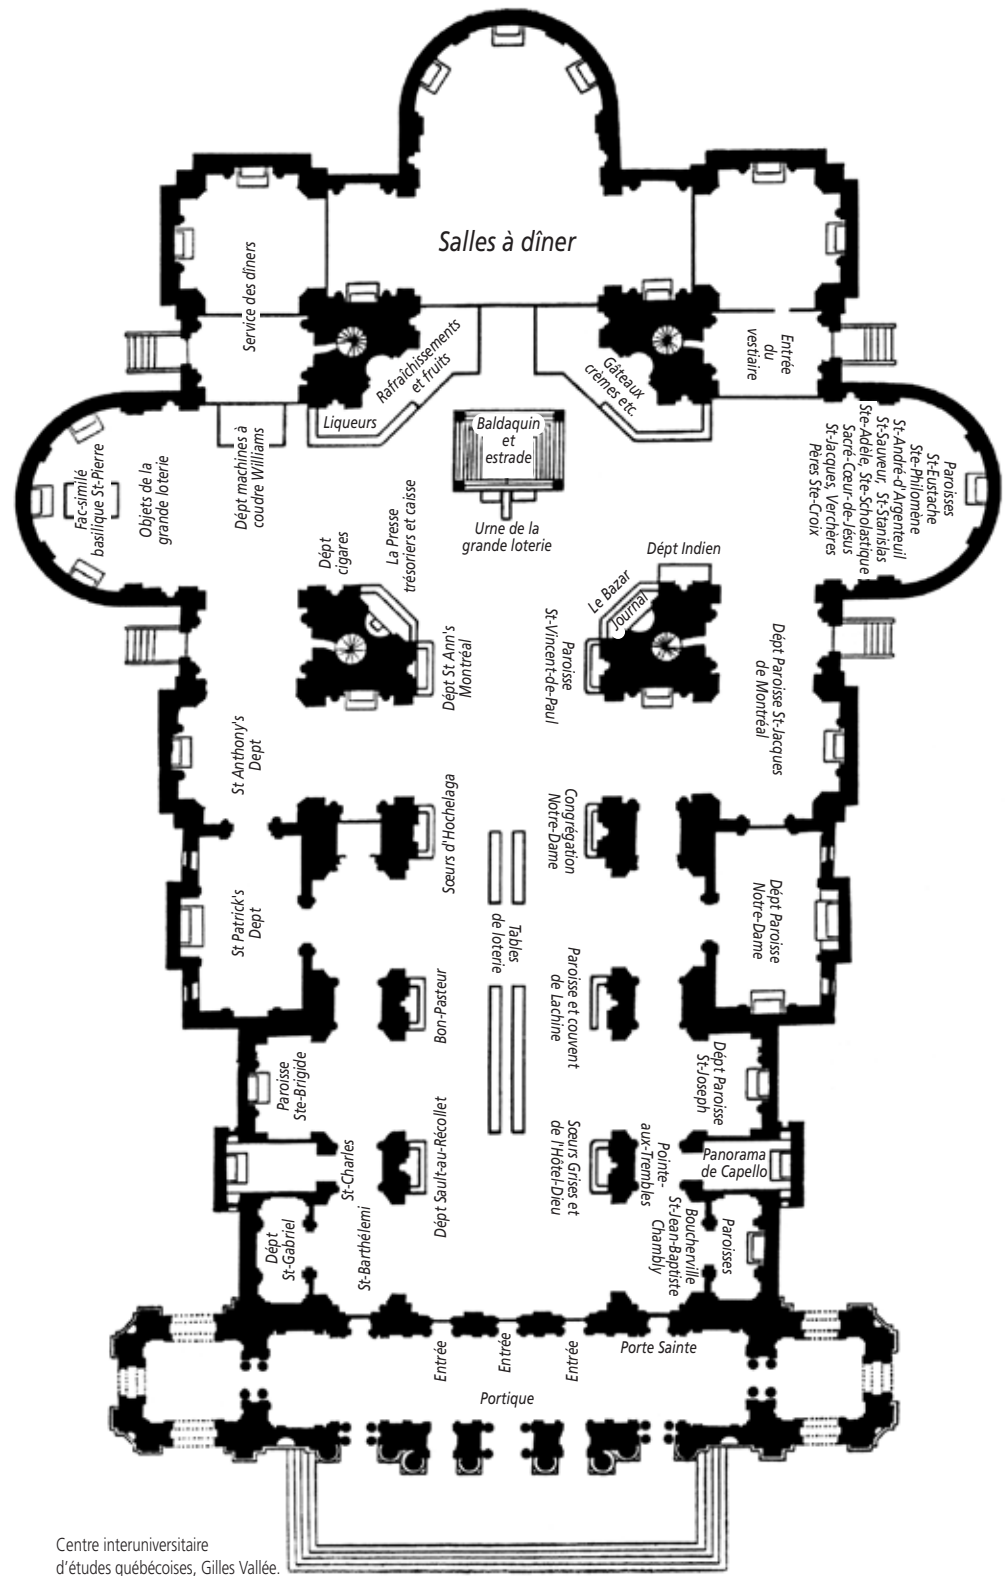 Salles à dîner
Service des dîners
Rafraîchissements
et fruits
Gâteaux
crèmes etc.
Entrée
du
vestiaire
Liqueurs
Baldaquin
et
estrade
Fac-similé
basilique St-Pierre
Objets de la
grande loterie
Dépt machines à
coudre Williams
Dépt
cigares
La Presse
trésoriers et caisse
Urne de la
grande loterie
Dépt Indien
Le Bazar
Journal
Paroisses
St-Eustache
Ste-Philomène
St-André-d'Argenteuil
St-Sauveur, St-Stanislas
Ste-Adèle, Ste-Scholastique
Sacré-Cœur-de-Jésus
St-Jacques, Verchères
Pères Ste-Croix
Dépt St Ann's
Montréal
Paroisse
St-Vincent-de-Paul
Dépt Paroisse St-Jacques
de Montréal
St Anthony's
Dept
Sœurs d'Hochelaga
Congrégation
Notre-Dame
St Patrick's
Dept
Tables
de loterie
Dépt Paroisse
Notre-Dame
Bon-Pasteur
Paroisse et couvent
de Lachine
Paroisse
Ste-Brigide
Dépt Paroisse
St-Joseph
St-Charles
Dépt Sault-au-Récollet
Sœurs Grises et
de l'Hôtel-Dieu
Pointe-
aux-Trembles
Panorama
de Capello
Dépt
St-Gabriel
St-Barthélemi
Boucherville
St-Jean-Baptiste
Chambly
Paroisses
Entrée
Entrée
Entrée
Porte Sainte
Portique
Centre interuniversitaire
d'études québécoises, Gilles Vallée.